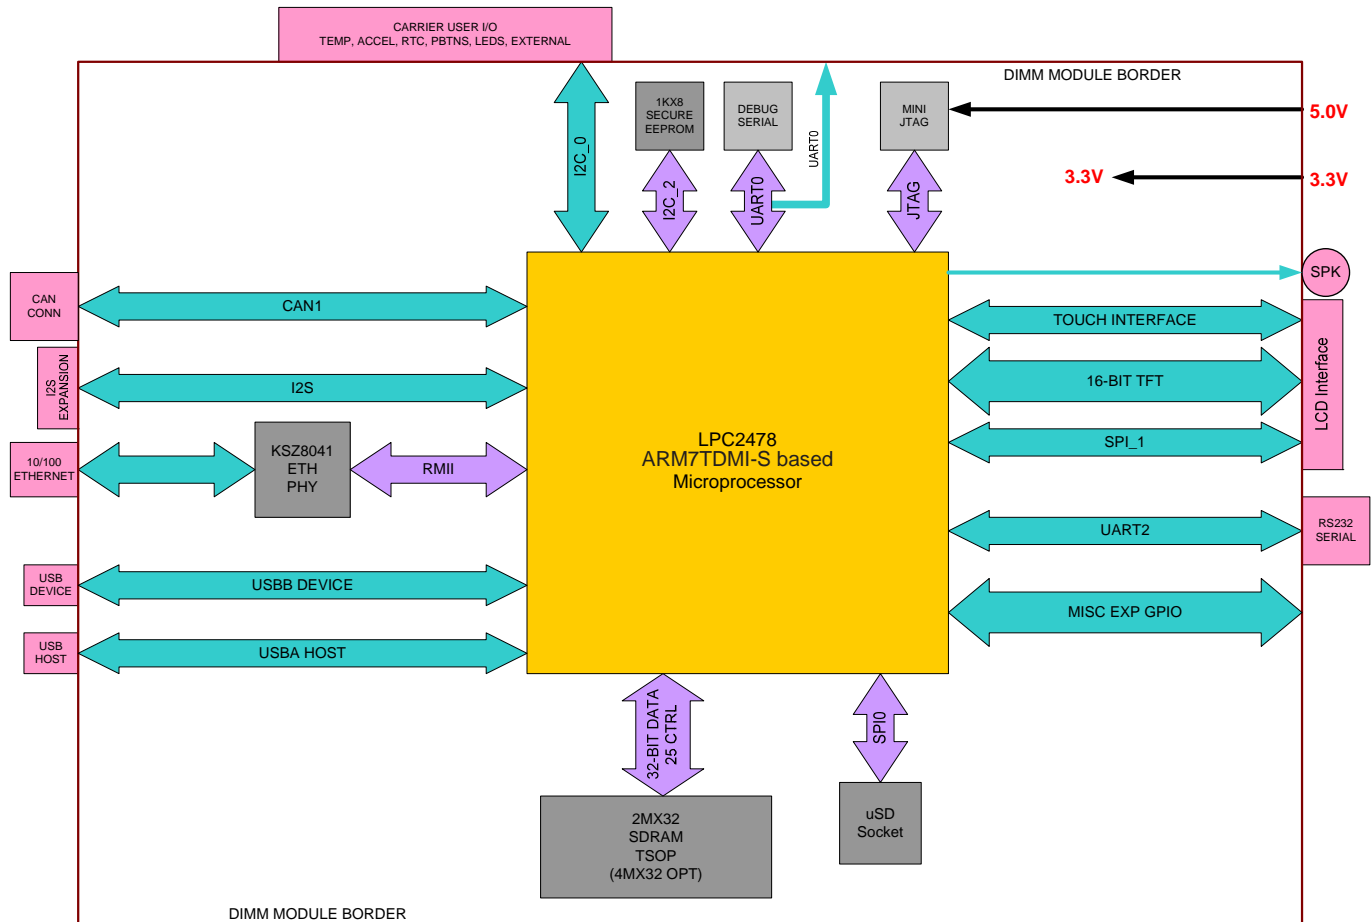 CARRIER USER I/O
TEMP, ACCEL, RTC, PBTNS, LEDS, EXTERNAL
DIMM MODULE BORDER
1KX8
SECURE
EEPROM
DEBUG
SERIAL
MINI
JTAG
5.0V
3.3V
3.3V
I2C_0
I2C_2
UART0
UART0
JTAG
SPK
CAN
CONN
CAN1
TOUCH INTERFACE
I2S
EXPANSION
I2S
16-BIT TFT
LCD Interface
SPI_1
10/100
ETHERNET
KSZ8041
ETH
PHY
RMII
LPC2478
ARM7TDMI-S based
Microprocessor
UART2
RS232
SERIAL
USB
DEVICE
USBB DEVICE
MISC EXP GPIO
USB
HOST
USBA HOST
32-BIT DATA
25 CTRL
SPI0
2MX32
SDRAM
TSOP
(4MX32 OPT)
uSD
Socket
DIMM MODULE BORDER